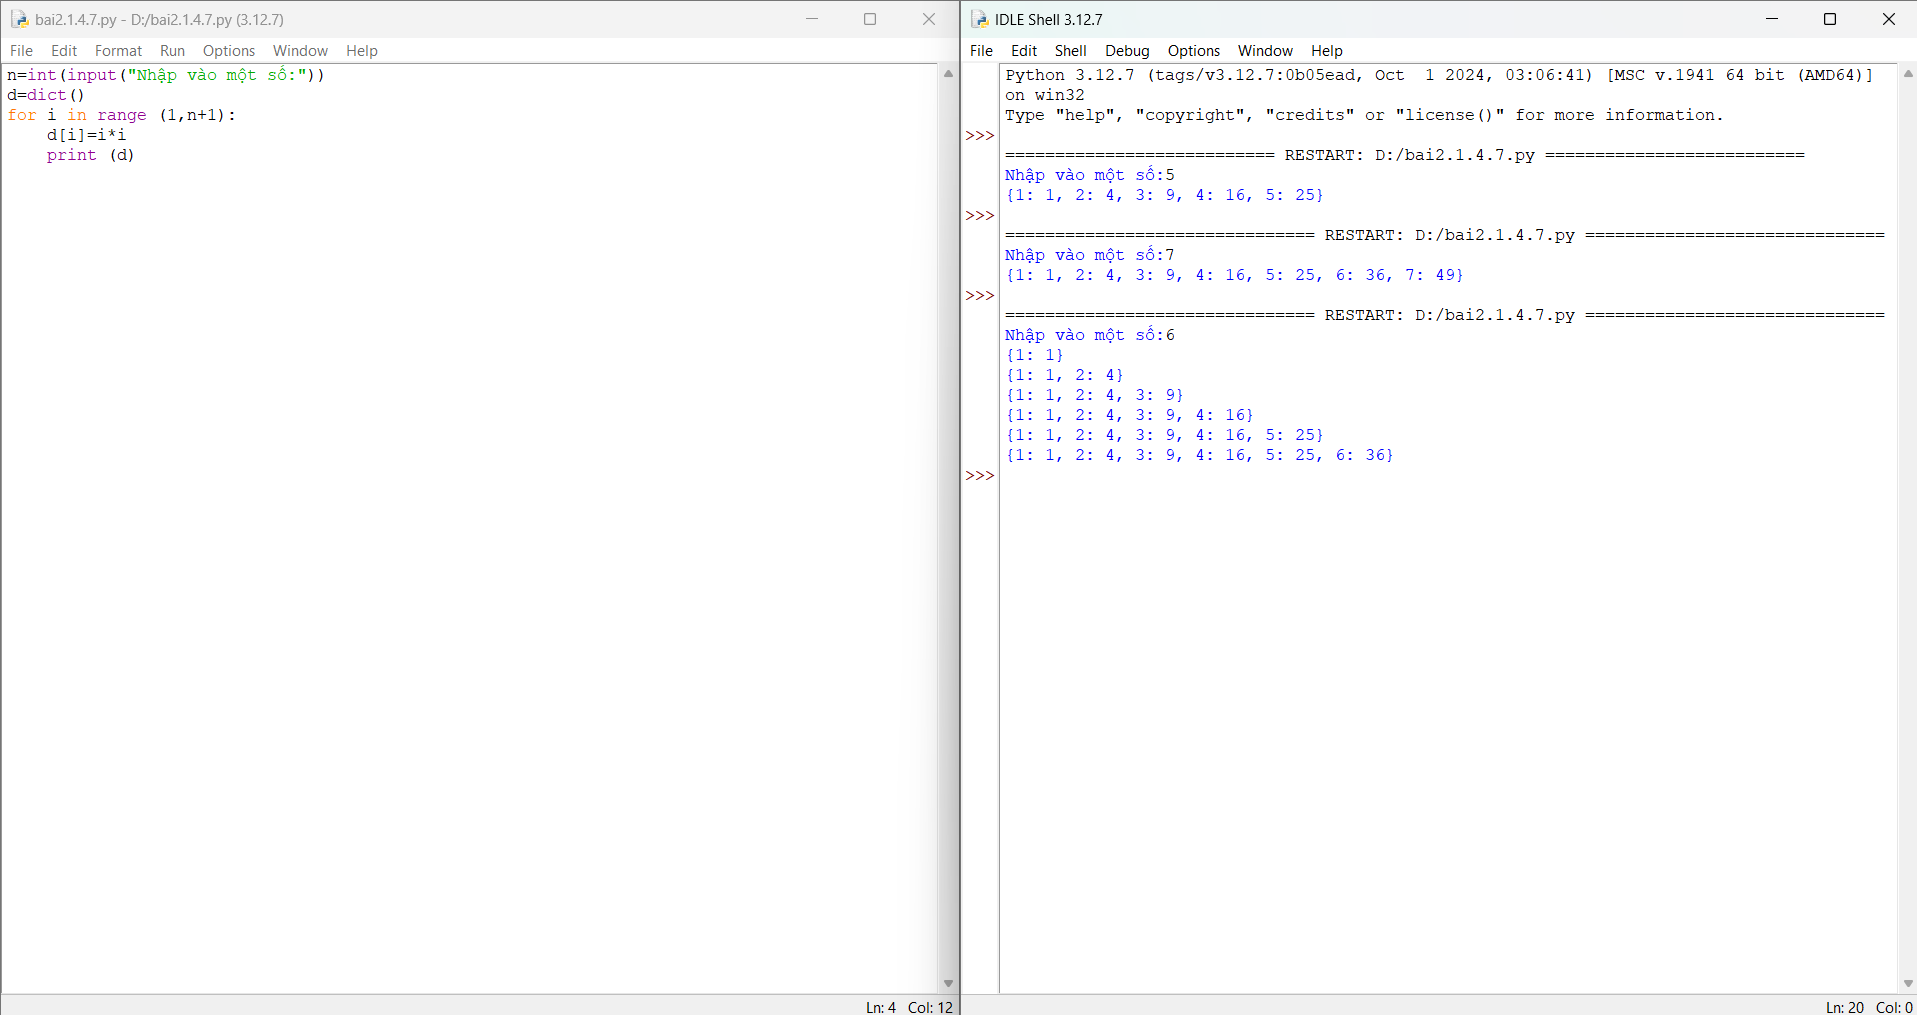 bai2.1.4.7.py - D:/bai2.1.4.7.py (3.12.7)
File Edit Format Run Options Window Help
n=int(input("Nhập vào một số:"))
d=dict()
for i in range (1,n+1):
    d[i]=i*i
    print (d)
Ln: 4 Col: 12
IDLE Shell 3.12.7
File Edit Shell Debug Options Window Help
Python 3.12.7 (tags/v3.12.7:0b05ead, Oct  1 2024, 03:06:41) [MSC v.1941 64 bit (AMD64)]
on win32
Type "help", "copyright", "credits" or "license()" for more information.
>>>
=========================== RESTART: D:/bai2.1.4.7.py ==========================
Nhập vào một số:5
{1: 1, 2: 4, 3: 9, 4: 16, 5: 25}
>>>
=============================== RESTART: D:/bai2.1.4.7.py ==============================
Nhập vào một số:7
{1: 1, 2: 4, 3: 9, 4: 16, 5: 25, 6: 36, 7: 49}
>>>
=============================== RESTART: D:/bai2.1.4.7.py ==============================
Nhập vào một số:6
{1: 1}
{1: 1, 2: 4}
{1: 1, 2: 4, 3: 9}
{1: 1, 2: 4, 3: 9, 4: 16}
{1: 1, 2: 4, 3: 9, 4: 16, 5: 25}
{1: 1, 2: 4, 3: 9, 4: 16, 5: 25, 6: 36}
>>>
Ln: 20 Col: 0